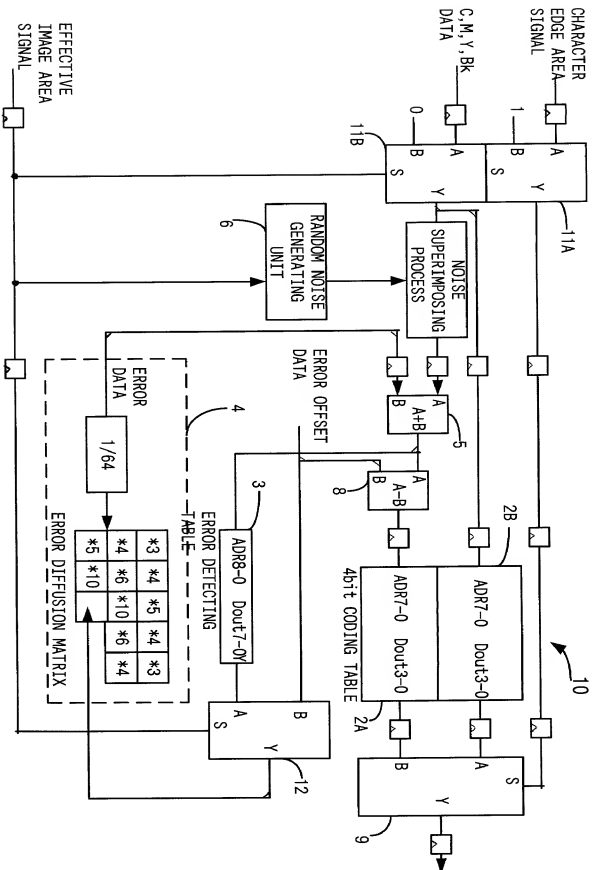 10
CHARACTER
EDGE AREA
SIGNAL
1
A
B
Y
S
11A
C,M,Y,Bk
DATA
0
A
B
Y
S
11B
NOISE
SUPERIMPOSING
PROCESS
RANDOM NOISE
GENERATING
UNIT
6
A
A+B
B
5
A
A-B
B
8
2B
ADR7-0 Dout3-0
ADR7-0 Dout3-0
2A
4bit CODING TABLE
S
A
Y
B
9
ERROR OFFSET
DATA
3
ADR8-0 Dout7-0Y
ERROR DETECTING
TABLE
B
A
Y
S
12
4
ERROR
DATA
1/64
*3 *4 *5 *4 *3
*4 *6 *10 *6 *4
*5 *10
ERROR DIFFUSION MATRIX
EFFECTIVE
IMAGE AREA
SIGNAL